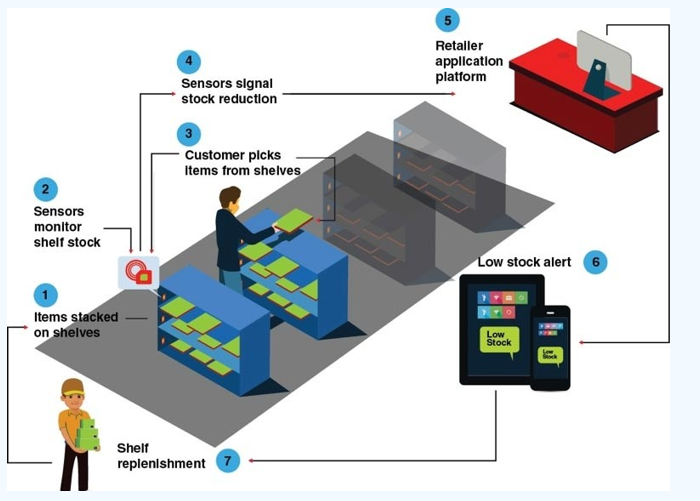 1
Items stacked
on shelves
2
Sensors
monitor
shelf stock
3
Customer picks
items from shelves
4
Sensors signal
stock reduction
5
Retailer
application
platform
Low stock alert
6
Low
Stock
Low
Stock
Shelf
replenishment
7